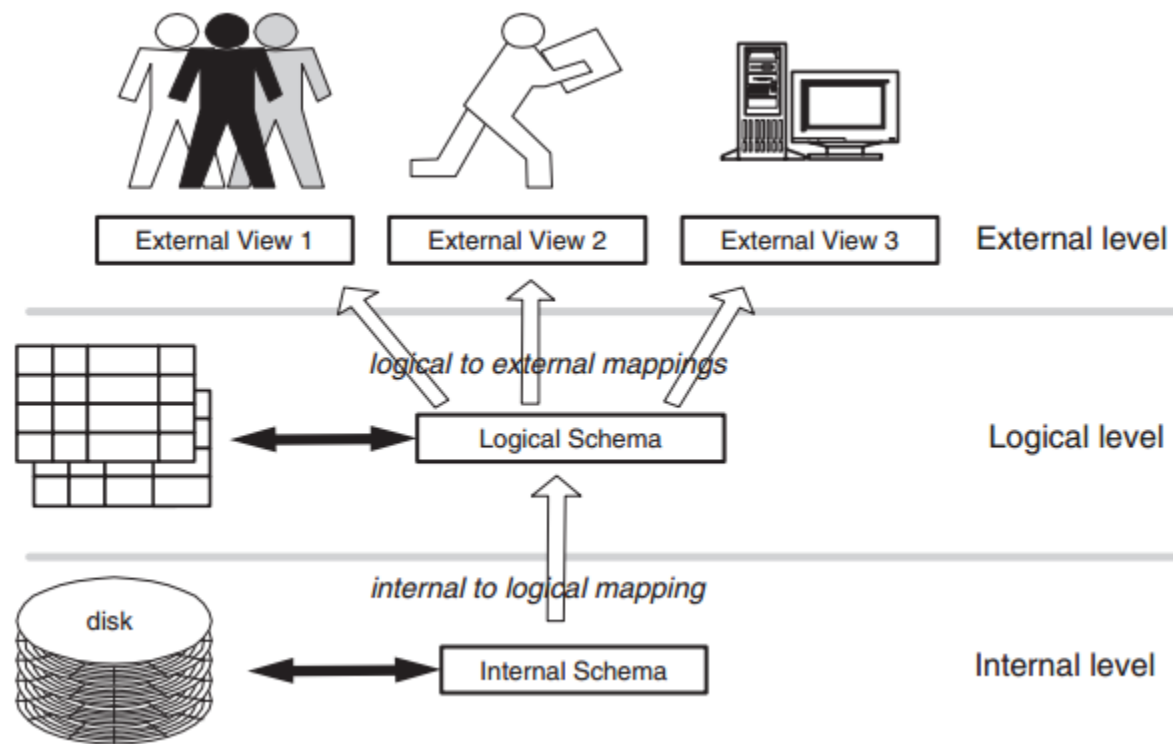 External View 1
External View 2
External View 3
External level
logical to external mappings
Logical Schema
Logical level
internal to logical mapping
disk
Internal Schema
Internal level